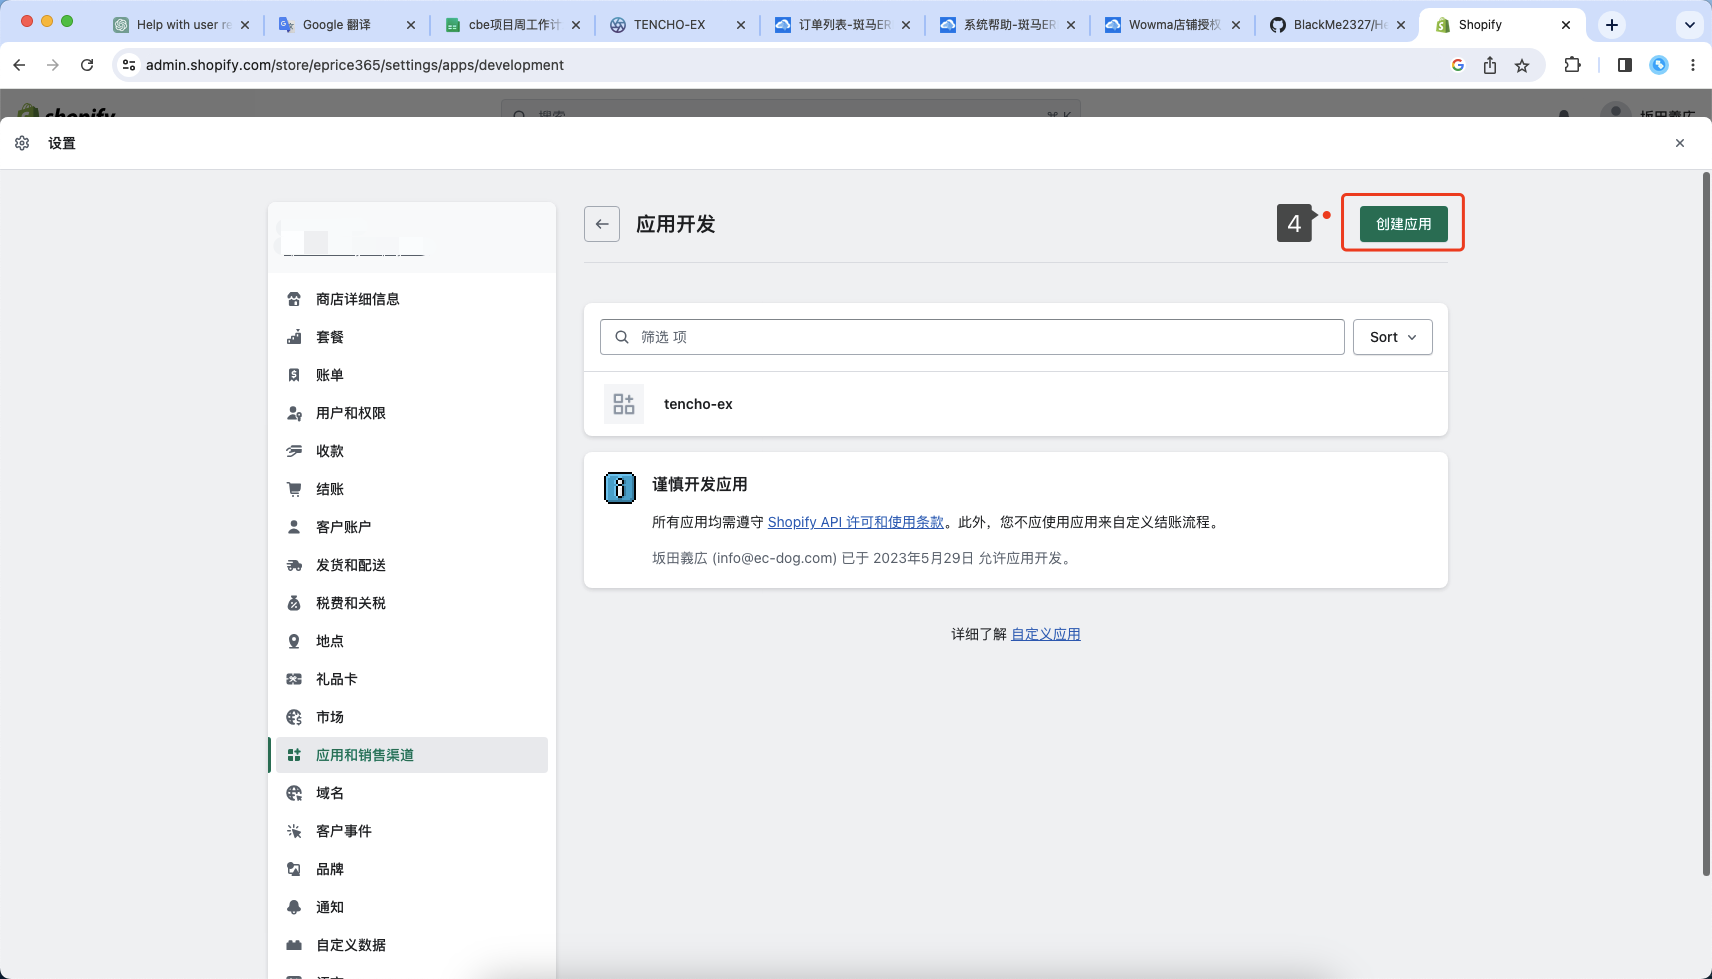 Help with user re
Google 翻译
cbe项目周工作计
TENCHO-EX
订单列表-斑马ER
系统帮助-斑马ER
Wowma店铺授权
BlackMe2327/He
Shopify
admin.shopify.com/store/eprice365/settings/apps/development
shopify
搜索
⌘ K
坂田義広
设置
应用开发
4
创建应用
商店详细信息
套餐
账单
用户和权限
收款
结账
客户账户
发货和配送
税费和关税
地点
礼品卡
市场
应用和销售渠道
域名
客户事件
品牌
通知
自定义数据
筛选 项
Sort
tencho-ex
谨慎开发应用
所有应用均需遵守 Shopify API 许可和使用条款。此外，您不应使用应用来自定义结账流程。
坂田義広 (info@ec-dog.com) 已于 2023年5月29日 允许应用开发。
详细了解 自定义应用